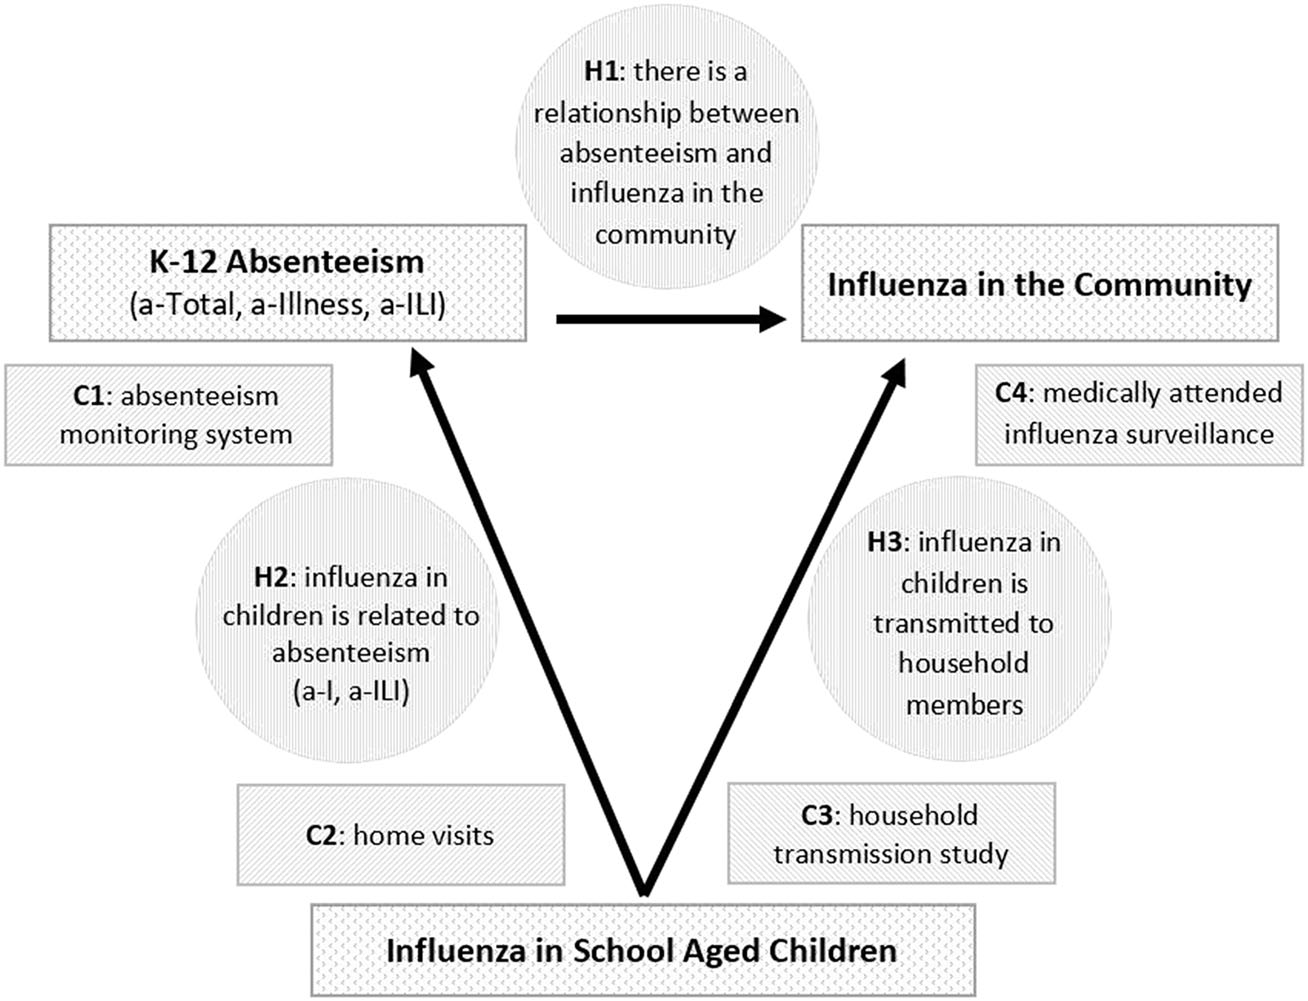 H1: there is a
relationship between
absenteeism and
influenza in the
community
K-12 Absenteeism
(a-Total, a-Illness, a-ILI)
Influenza in the Community
C1: absenteeism
monitoring system
C4: medically attended
influenza surveillance
H2: influenza in
children is related to
absenteeism
(a-I, a-ILI)
H3: influenza in
children is
transmitted to
household
members
C2: home visits
C3: household
transmission study
Influenza in School Aged Children